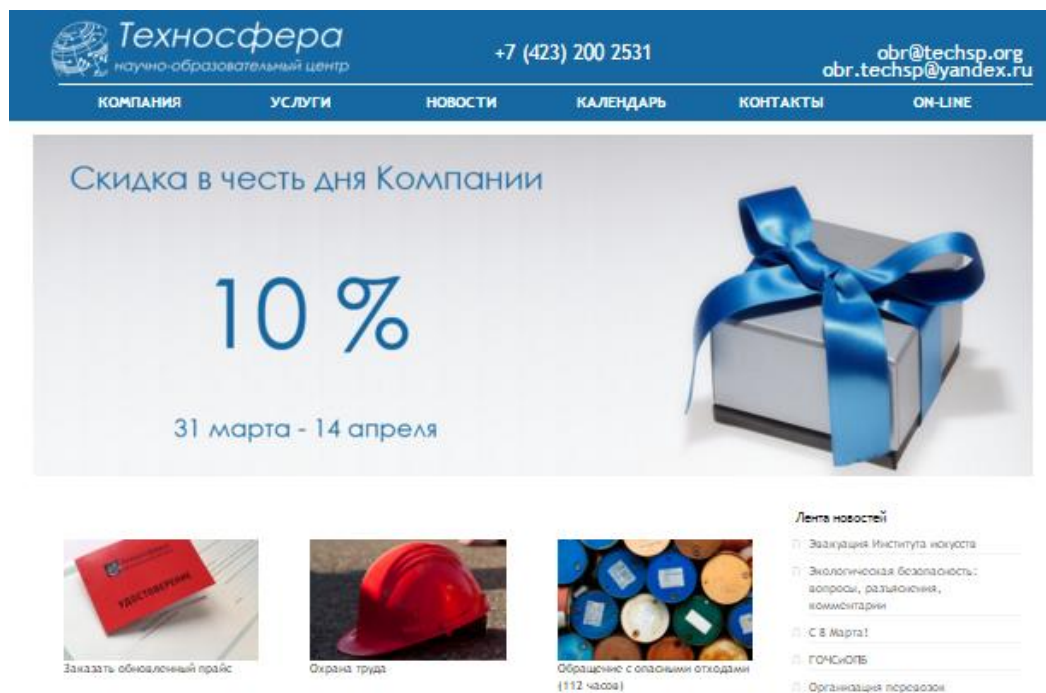 Техносфера
научно-образовательный центр
+7 (423) 200 2531
obr@techsp.org
obr.techsp@yandex.ru
КОМПАНИЯ УСЛУГИ НОВОСТИ КАЛЕНДАРЬ КОНТАКТЫ ON-LINE
Скидка в честь дня Компании
10 %
31 марта - 14 апреля
УДОСТОВЕРЕНИЕ
Заказать обновленный прайс
Охрана труда
Обращение с опасными отходами
(112 часов)
Лента новостей
Эвакуация Института искусств
Экологическая безопасность:
вопросы, разъяснения,
комментарии
С 8 Марта!
ГОЧСиОПБ
Организация перевозок